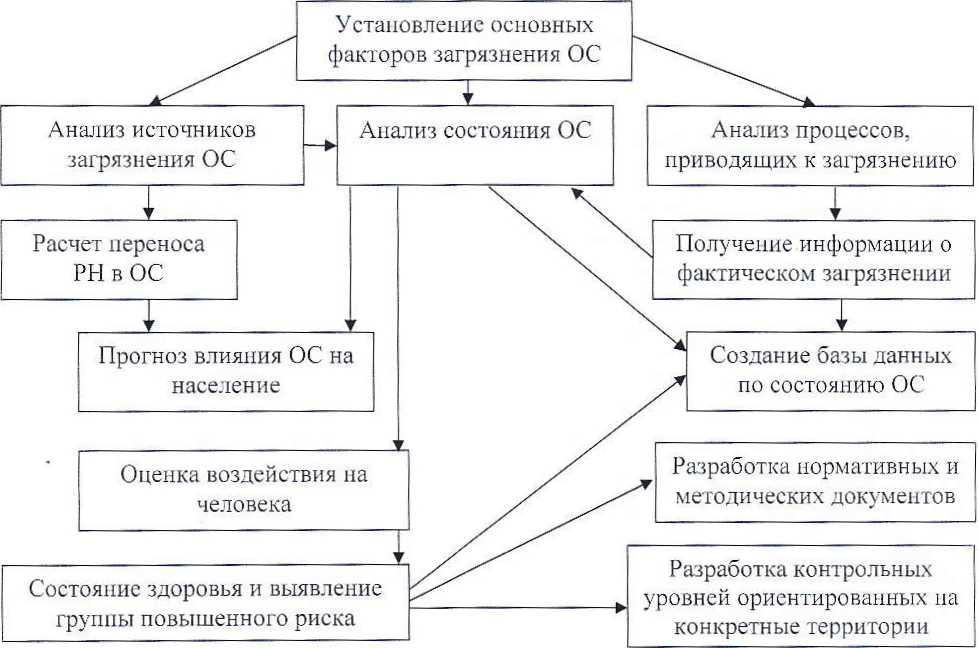 Установление основных
факторов загрязнения ОС
Анализ источников
загрязнения ОС
Анализ состояния ОС
Анализ процессов,
приводящих к загрязнению
Расчет переноса
РН в ОС
Получение информации о
фактическом загрязнении
Прогноз влияния ОС на
население
Создание базы данных
по состоянию ОС
Оценка воздействия на
человека
Разработка нормативных и
методических документов
Состояние здоровья и выявление
группы повышенного риска
Разработка контрольных
уровней ориентированных на
конкретные территории